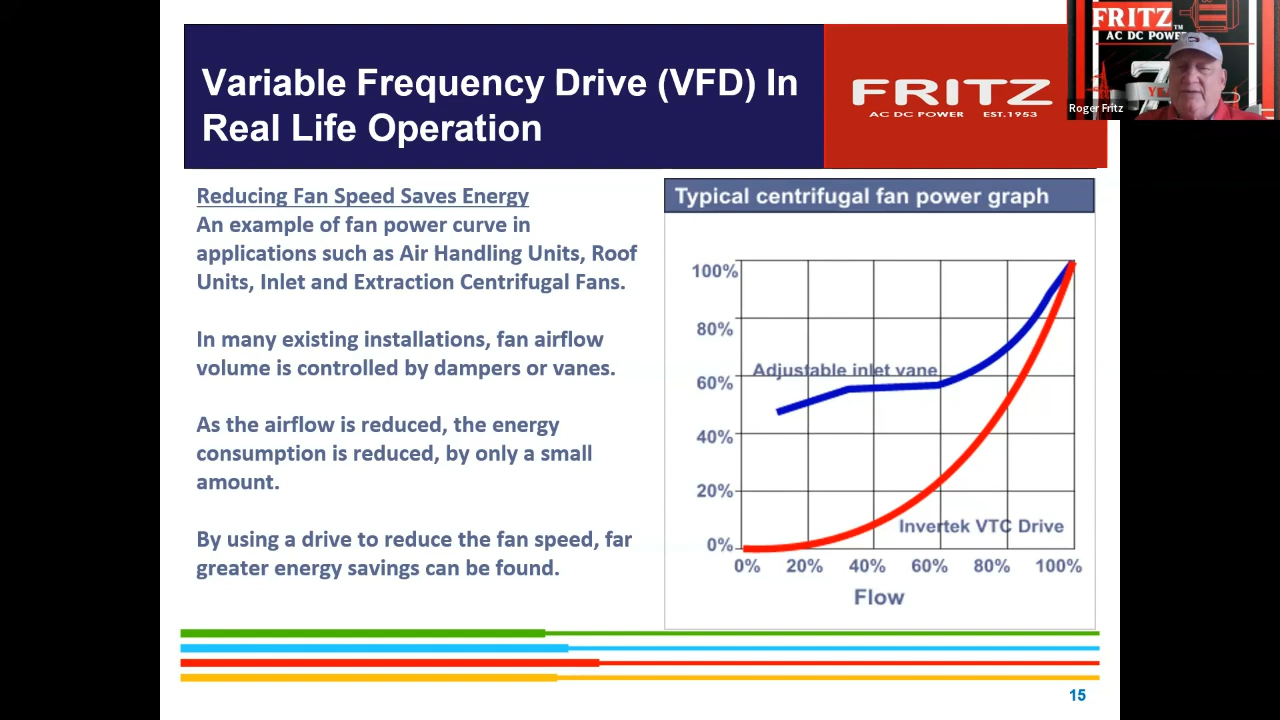 Variable Frequency Drive (VFD) In
Real Life Operation
FRITZ
AC DC POWER EST.1953
FRITZ™
AC DC POWER
Roger Fritz
Reducing Fan Speed Saves Energy
An example of fan power curve in
applications such as Air Handling Units, Roof
Units, Inlet and Extraction Centrifugal Fans.
In many existing installations, fan airflow
volume is controlled by dampers or vanes.
As the airflow is reduced, the energy
consumption is reduced, by only a small
amount.
By using a drive to reduce the fan speed, far
greater energy savings can be found.
Typical centrifugal fan power graph
100%
80%
Adjustable inlet vane
60%
40%
20%
Invertek VTC Drive
0%
0% 20% 40% 60% 80% 100%
Flow
15